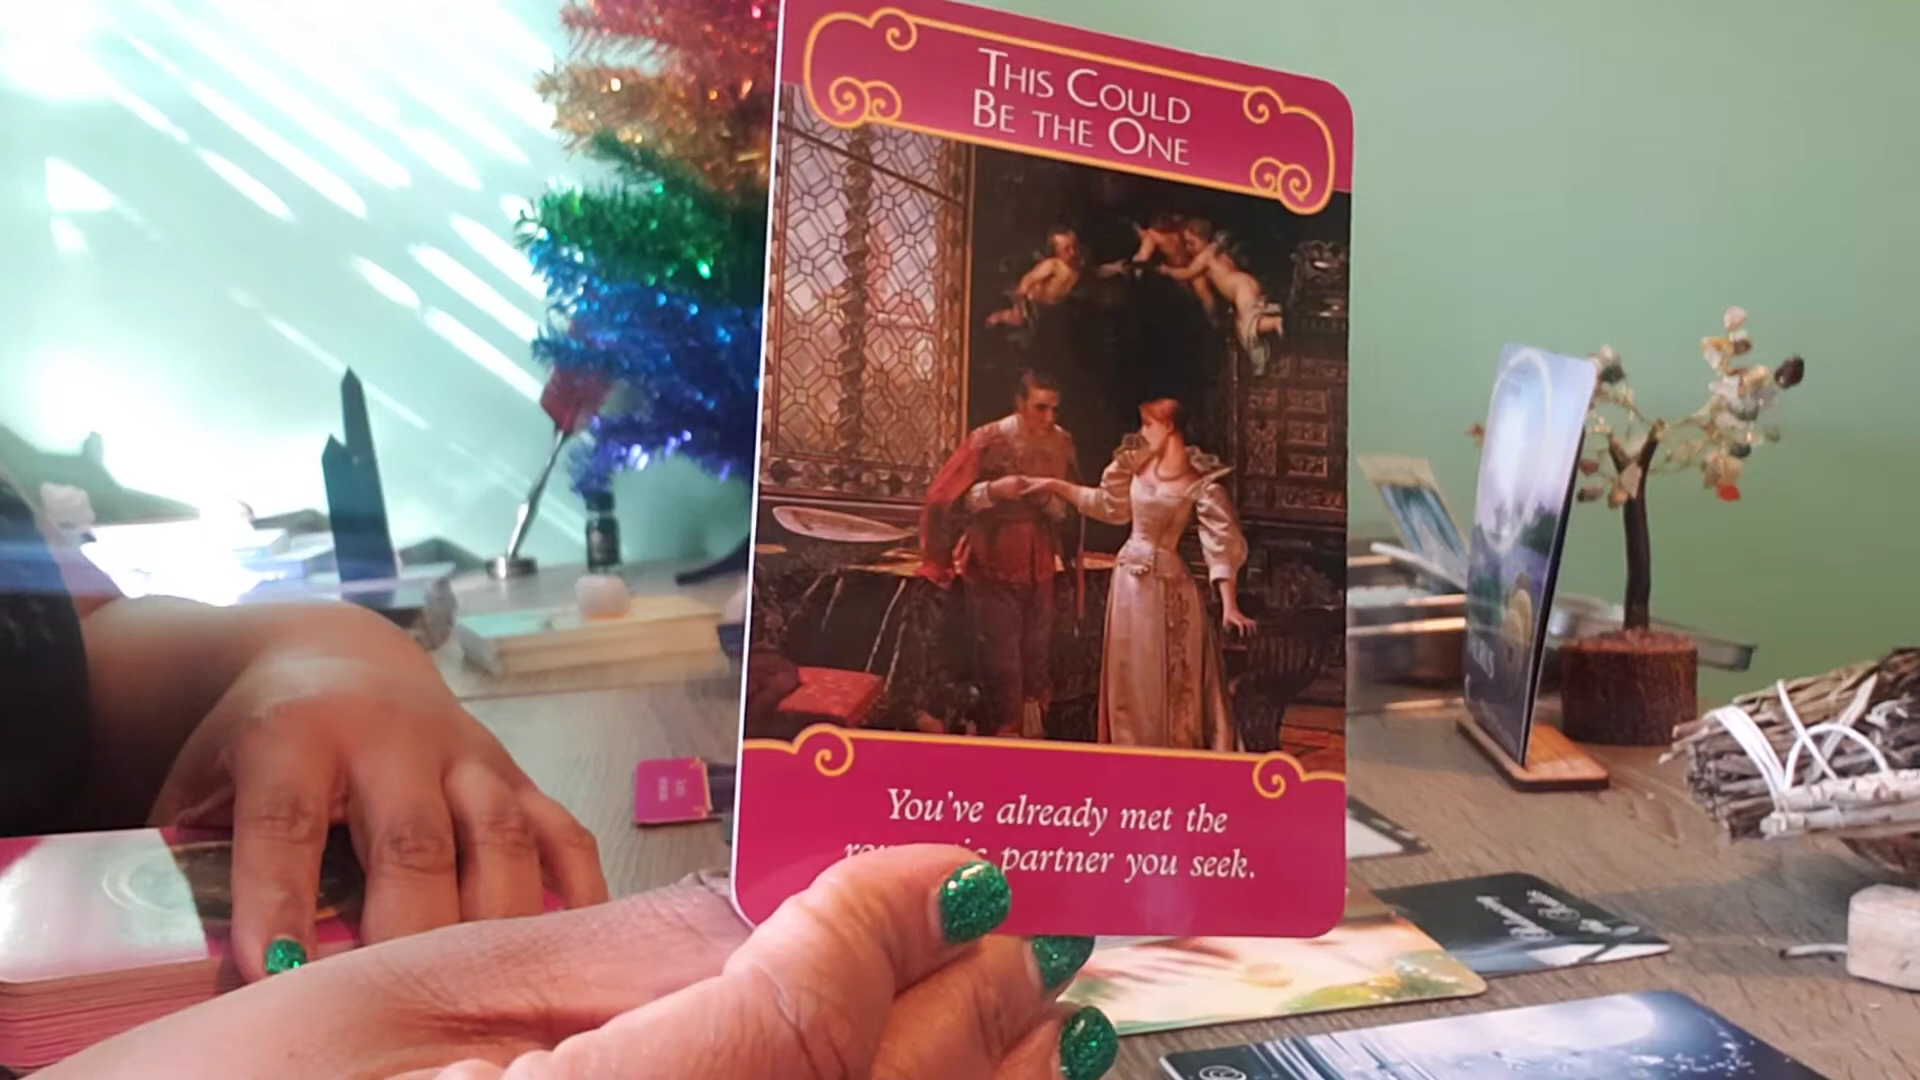 THIS COULD
BE THE ONE
You've already met the
partner you seek.